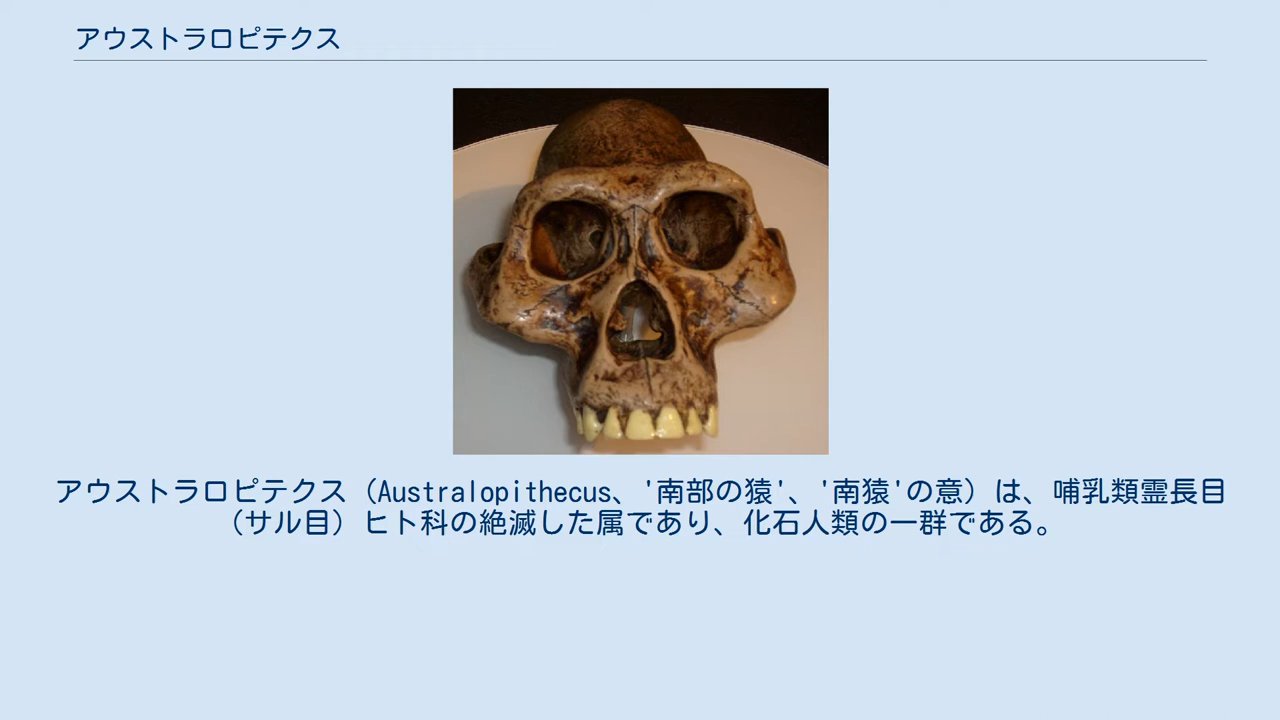 アウストラロピテクス
アウストラロピテクス（Australopithecus、'南部の猿'、'南猿'の意）は、哺乳類霊長目
（サル目）ヒト科の絶滅した属であり、化石人類の一群である。